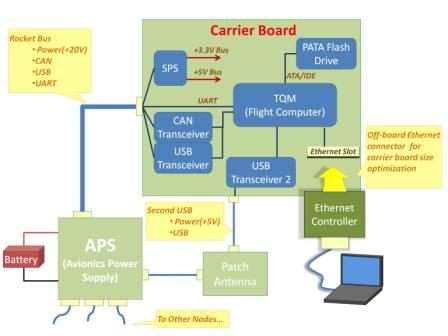 Carrier Board
Rocket Bus
• Power(+20V)
• CAN
• USB
• UART
SPS
+3.3V Bus
+5V Bus
PATA Flash
Drive
ATA/IDE
UART
TQM
(Flight Computer)
CAN
Transceiver
USB
Transceiver
USB
Transceiver 2
Ethernet Slot
Off-board Ethernet
connector for
carrier board size
optimization
Second USB
• Power(+5V)
• USB
Ethernet
Controller
APS
(Avionics Power
Supply)
Battery
Patch
Antenna
To Other Nodes...